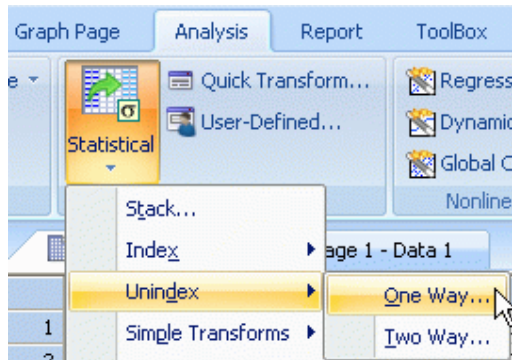 Graph Page Analysis Report ToolBox
Quick Transform...
User-Defined...
Statistical
Regress
Dynamic
Global C
Nonline
Stack...
Index
Unindex
Simple Transforms
age 1 - Data 1
One Way...
Two Way...
1